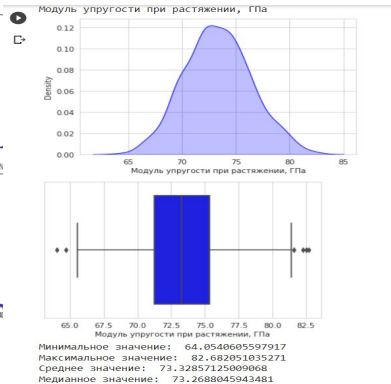 Модуль упругости при растяжении, ГПа
0.12
0.10
0.08
0.06
0.04
0.02
0.00
Density
65 70 75 80 85
Модуль упругости при растяжении, ГПа
65.0 67.5 70.0 72.5 75.0 77.5 80.0 82.5
Модуль упругости при растяжении, ГПа
Минимальное значение: 64.0540605597917
Максимальное значение: 82.682051035271
Среднее значение: 73.32857125009068
Медианное значение: 73.2688045943481